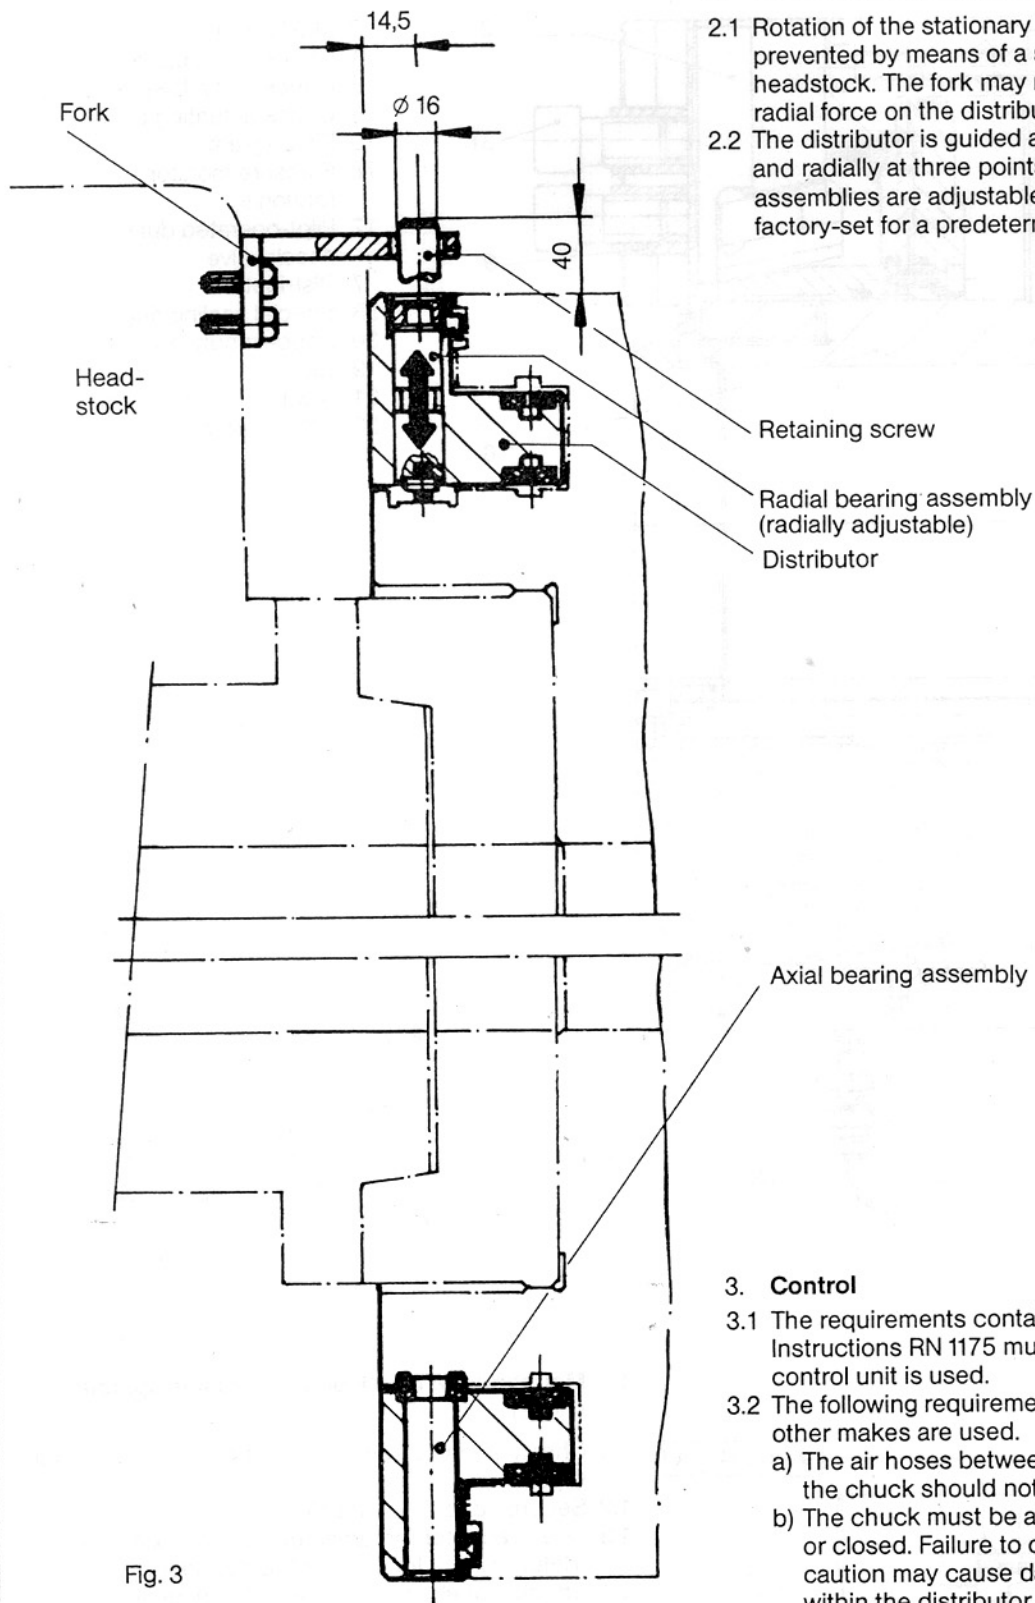 14,5
Ø 16
Fork
40
Head-
stock
Retaining screw
Radial bearing assembly
(radially adjustable)
Distributor
Axial bearing assembly
Fig. 3
2.1 Rotation of the stationary
prevented by means of a
headstock. The fork may
radial force on the distribu
2.2 The distributor is guided a
and radially at three points
assemblies are adjustable
factory-set for a predeterm
3. Control
3.1 The requirements conta
Instructions RN 1175 mu
control unit is used.
3.2 The following requireme
other makes are used.
a) The air hoses betwee
the chuck should not
b) The chuck must be a
or closed. Failure to c
caution may cause da
within the distributor